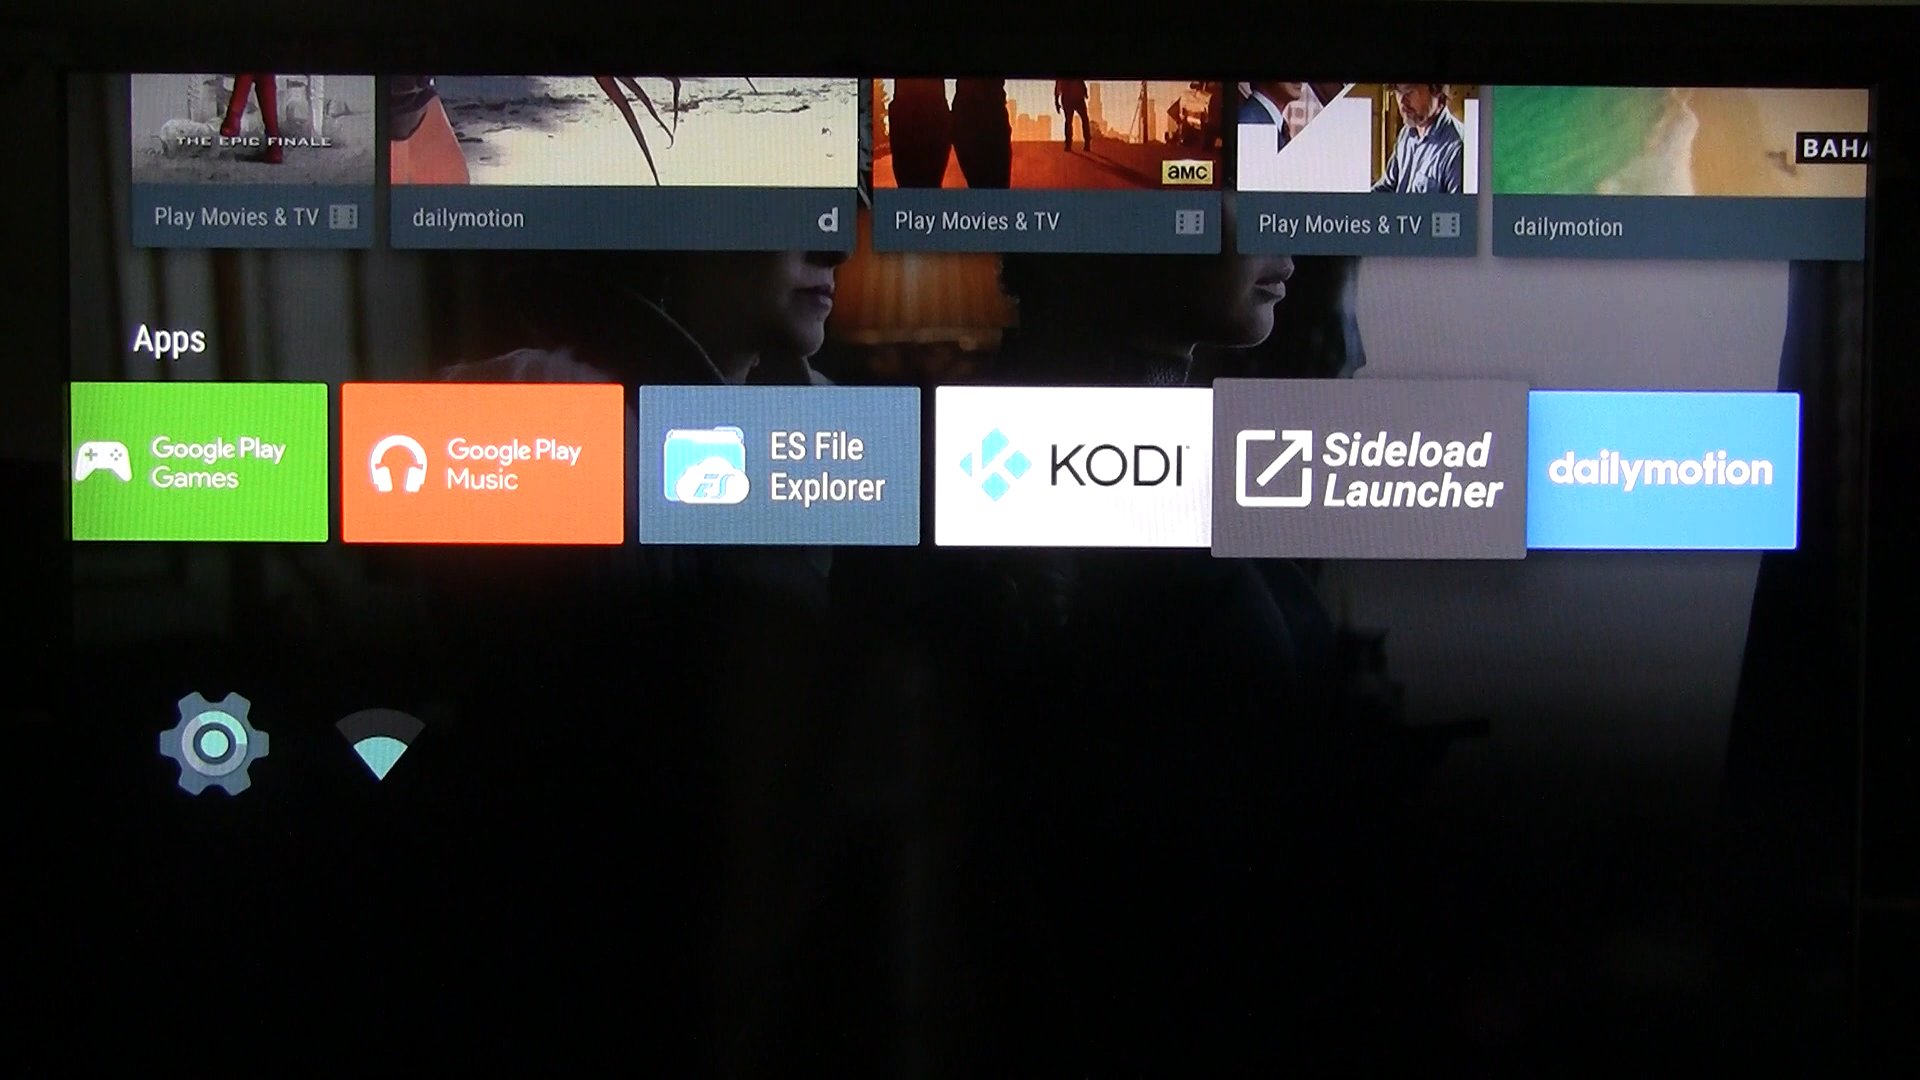 THE EPIC FINALE
aMC
BAHA
Play Movies & TV
dailymotion
d
Play Movies & TV
Play Movies & TV
dailymotion
Apps
Google Play
Games
Google Play
Music
ES File
Explorer
KODI
Sideload
Launcher
dailymotion